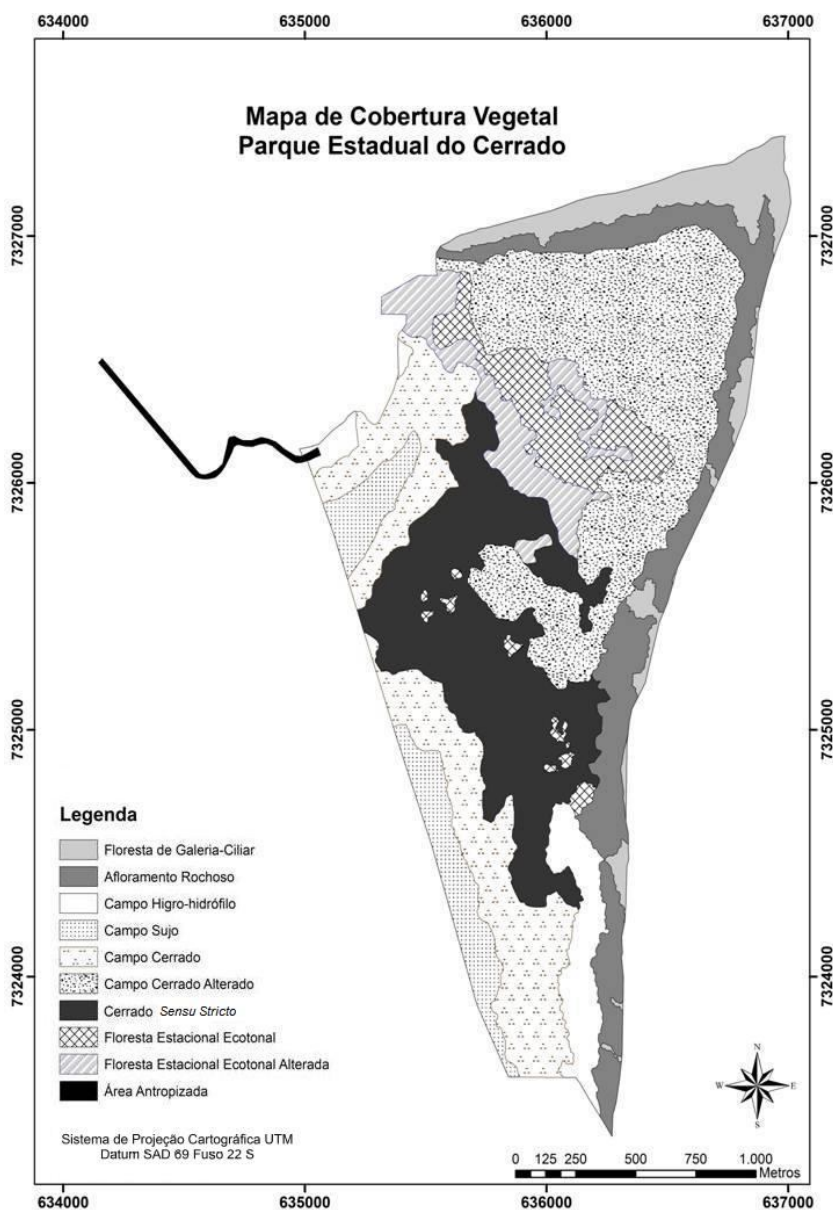 634000 635000 636000 637000
Mapa de Cobertura Vegetal
Parque Estadual do Cerrado
7327000 7327000
7326000 7326000
7325000 7325000
Legenda
Floresta de Galeria-Ciliar
Afloramento Rochoso
Campo Higro-hidrófilo
Campo Sujo
Campo Cerrado
Campo Cerrado Alterado
Cerrado Sensu Stricto
Floresta Estacional Ecotonal
Floresta Estacional Ecotonal Alterada
Área Antropizada
7324000 7324000
N
W E
S
Sistema de Projeção Cartográfica UTM
Datum SAD 69 Fuso 22 S
0 125 250 500 750 1.000
Metros
634000 635000 636000 637000